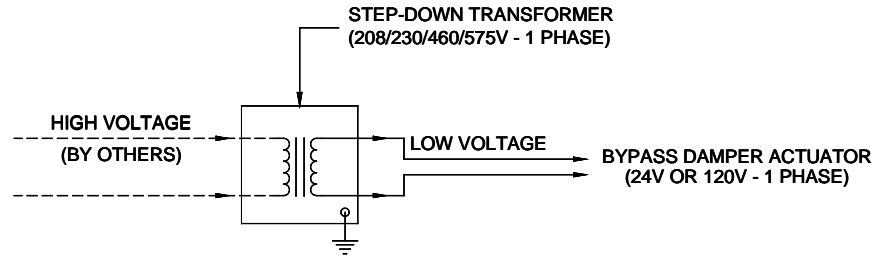 STEP-DOWN TRANSFORMER
(208/230/460/575V - 1 PHASE)
HIGH VOLTAGE
(BY OTHERS)
LOW VOLTAGE
BYPASS DAMPER ACTUATOR
(24V OR 120V - 1 PHASE)